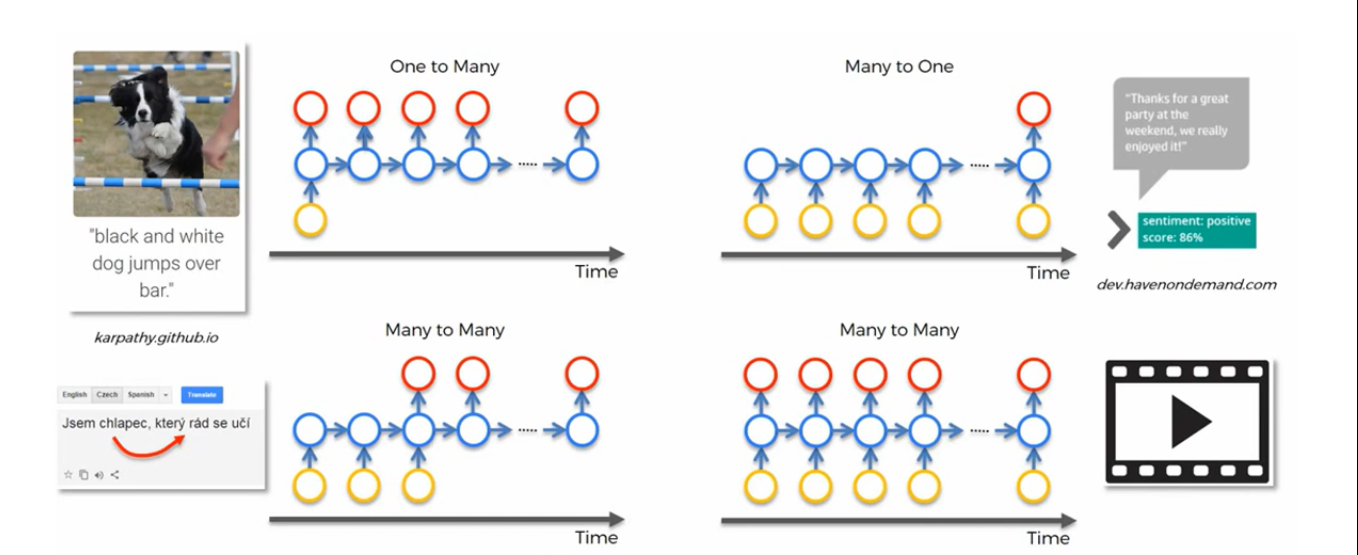 One to Many
Time
"black and white
dog jumps over
bar."
karpathy.github.io
Many to One
Time
"Thanks for a great
party at the
weekend, we really
enjoyed it!"
sentiment: positive
score: 86%
dev.havenondemand.com
Many to Many
Time
English Czech Spanish Translate
Jsem chlapec, který rád se učí
Many to Many
Time